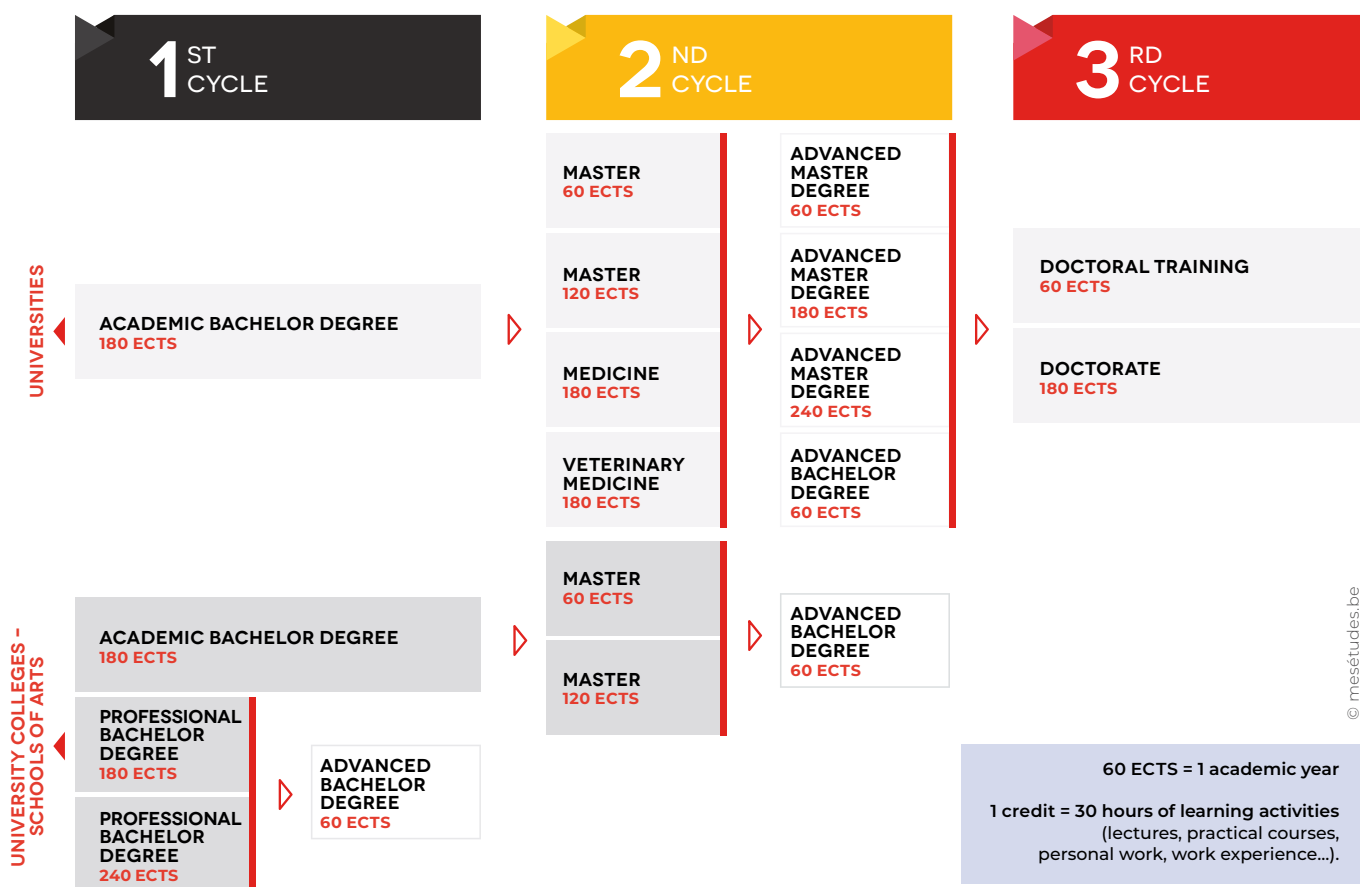 1 ST
CYCLE
2 ND
CYCLE
3 RD
CYCLE
UNIVERSITIES
ACADEMIC BACHELOR DEGREE
180 ECTS
MASTER
60 ECTS
MASTER
120 ECTS
MEDICINE
180 ECTS
VETERINARY
MEDICINE
180 ECTS
ADVANCED
MASTER
DEGREE
60 ECTS
ADVANCED
MASTER
DEGREE
180 ECTS
ADVANCED
MASTER
DEGREE
240 ECTS
ADVANCED
BACHELOR
DEGREE
60 ECTS
DOCTORAL TRAINING
60 ECTS
DOCTORATE
180 ECTS
UNIVERSITY COLLEGES –
SCHOOLS OF ARTS
ACADEMIC BACHELOR DEGREE
180 ECTS
PROFESSIONAL
BACHELOR
DEGREE
180 ECTS
PROFESSIONAL
BACHELOR
DEGREE
240 ECTS
ADVANCED
BACHELOR
DEGREE
60 ECTS
MASTER
60 ECTS
MASTER
120 ECTS
ADVANCED
BACHELOR
DEGREE
60 ECTS
© mesétudes.be
60 ECTS = 1 academic year
1 credit = 30 hours of learning activities
(lectures, practical courses,
personal work, work experience...).